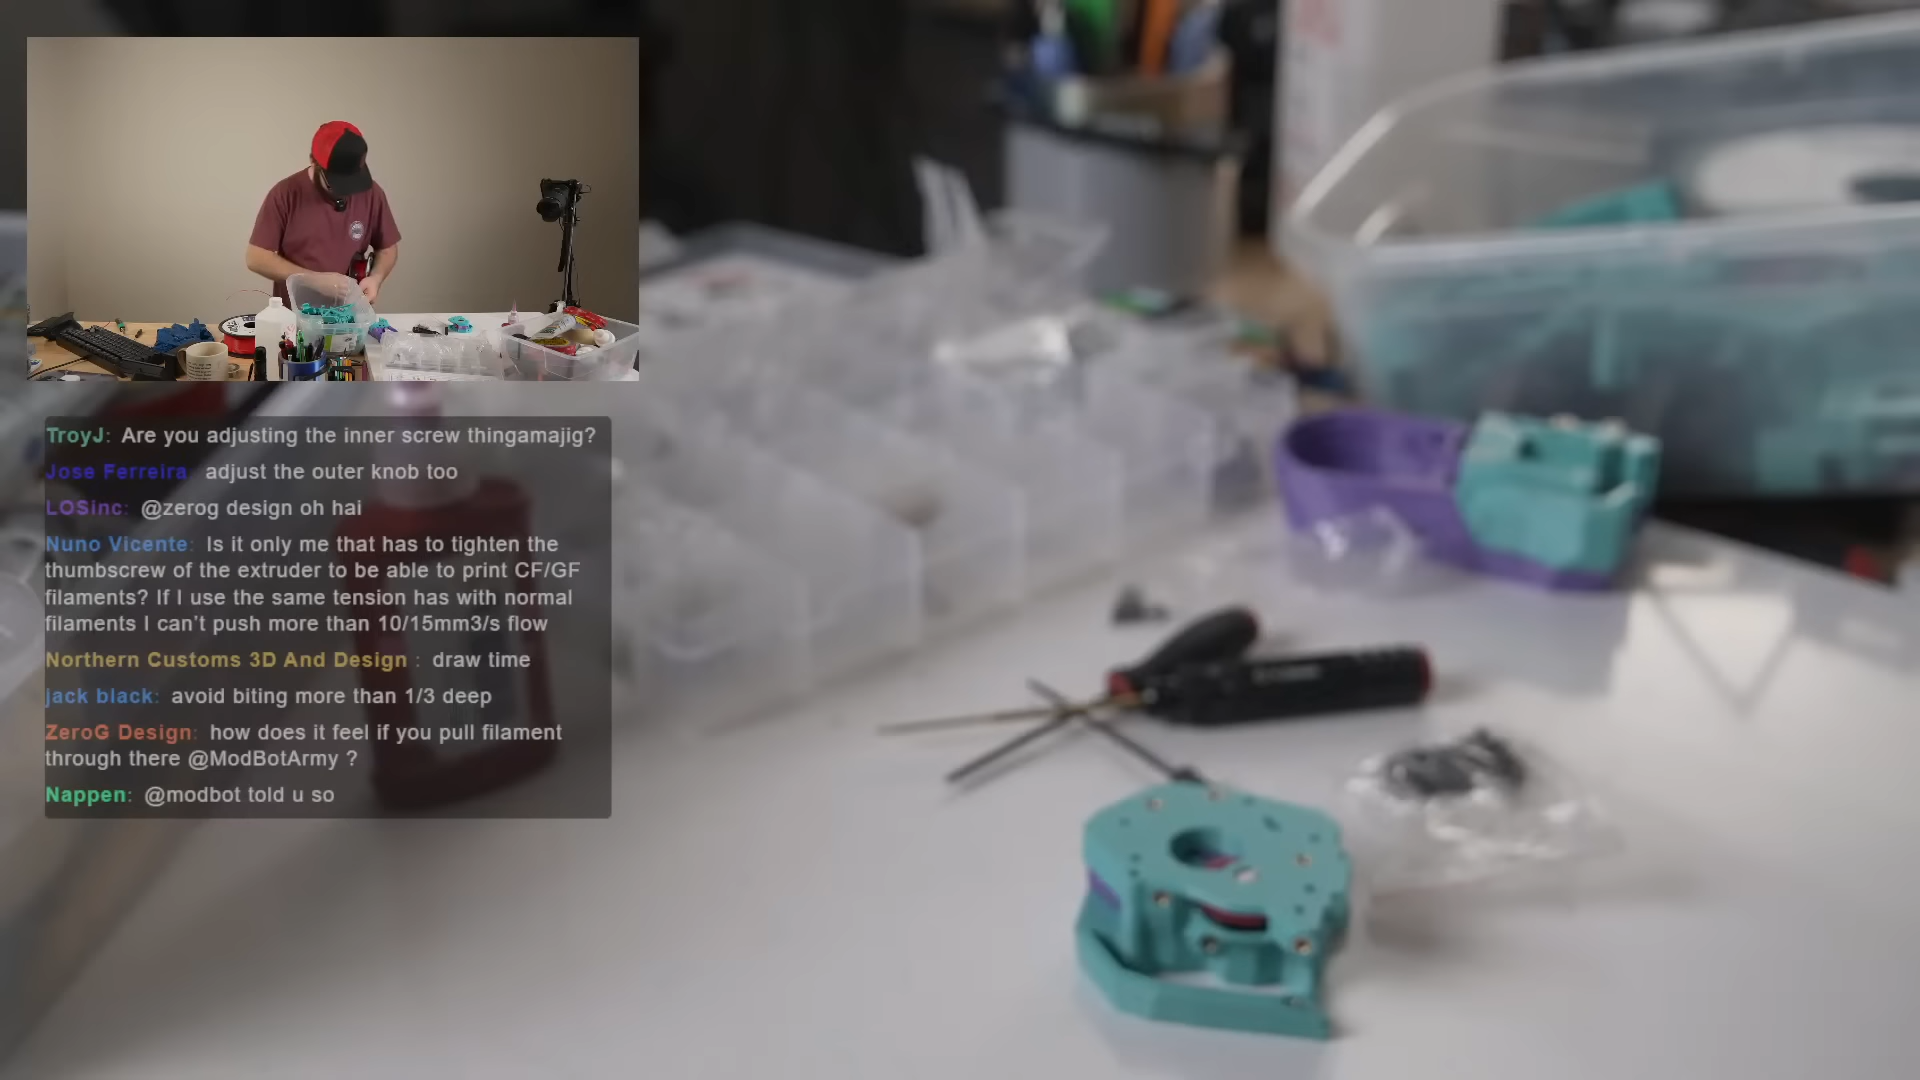 TroyJ: Are you adjusting the inner screw thingamajig?
Jose Ferreira: adjust the outer knob too
LOSinc: @zerog design oh hai
Nuno Vicente: Is it only me that has to tighten the
thumbscrew of the extruder to be able to print CF/GF
filaments? If I use the same tension has with normal
filaments I can't push more than 10/15mm3/s flow
Northern Customs 3D And Design : draw time
jack black: avoid biting more than 1/3 deep
ZeroG Design: how does it feel if you pull filament
through there @ModBotArmy ?
Nappen: @modbot told u so